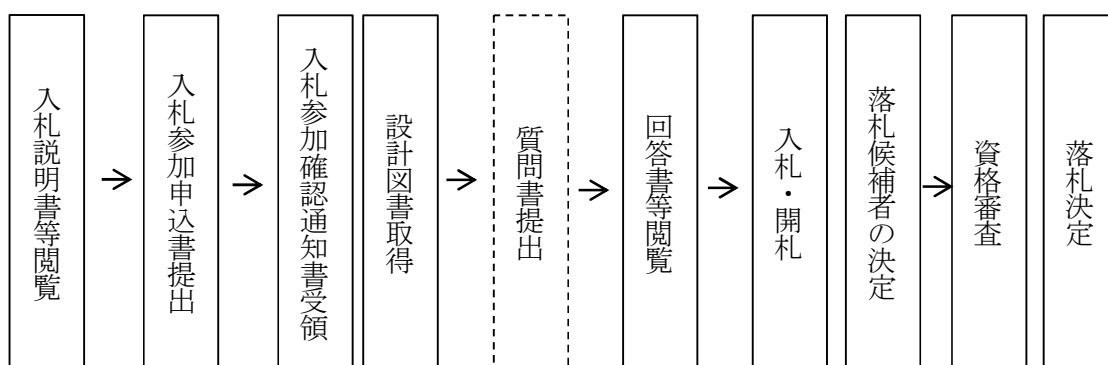 入札説明書等閲覧
入札参加申込書提出
入札参加確認通知書受領
設計図書取得
質問書提出
回答書等閲覧
入札・開札
落札候補者の決定
資格審査
落札決定